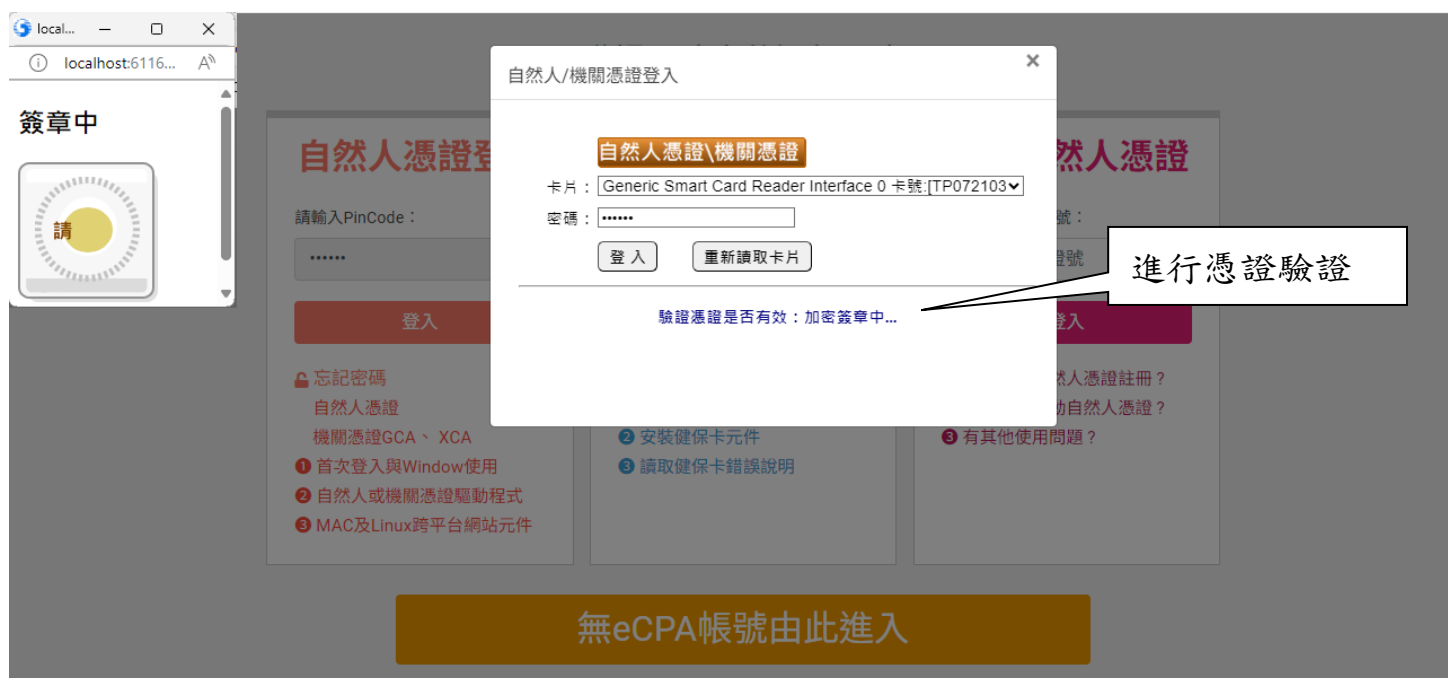 local...
localhost:6116...
簽章中
請
自然人/機關憑證登入
×
自然人憑證\機關憑證
卡片：
Generic Smart Card Reader Interface 0 卡號:[TP072103
密碼：
••••••
登 入
重新讀取卡片
驗證憑證是否有效：加密簽章中...
進行憑證驗證
自然人憑證登
請輸入PinCode：
••••••
登入
忘記密碼
自然人憑證
機關憑證GCA、 XCA
❶ 首次登入與Window使用
❷ 自然人或機關憑證驅動程式
❸ MAC及Linux跨平台網站元件
❷ 安裝健保卡元件
❸ 讀取健保卡錯誤說明
然人憑證
號：
證號
登入
然人憑證註冊？
動自然人憑證？
❸ 有其他使用問題？
無eCPA帳號由此進入